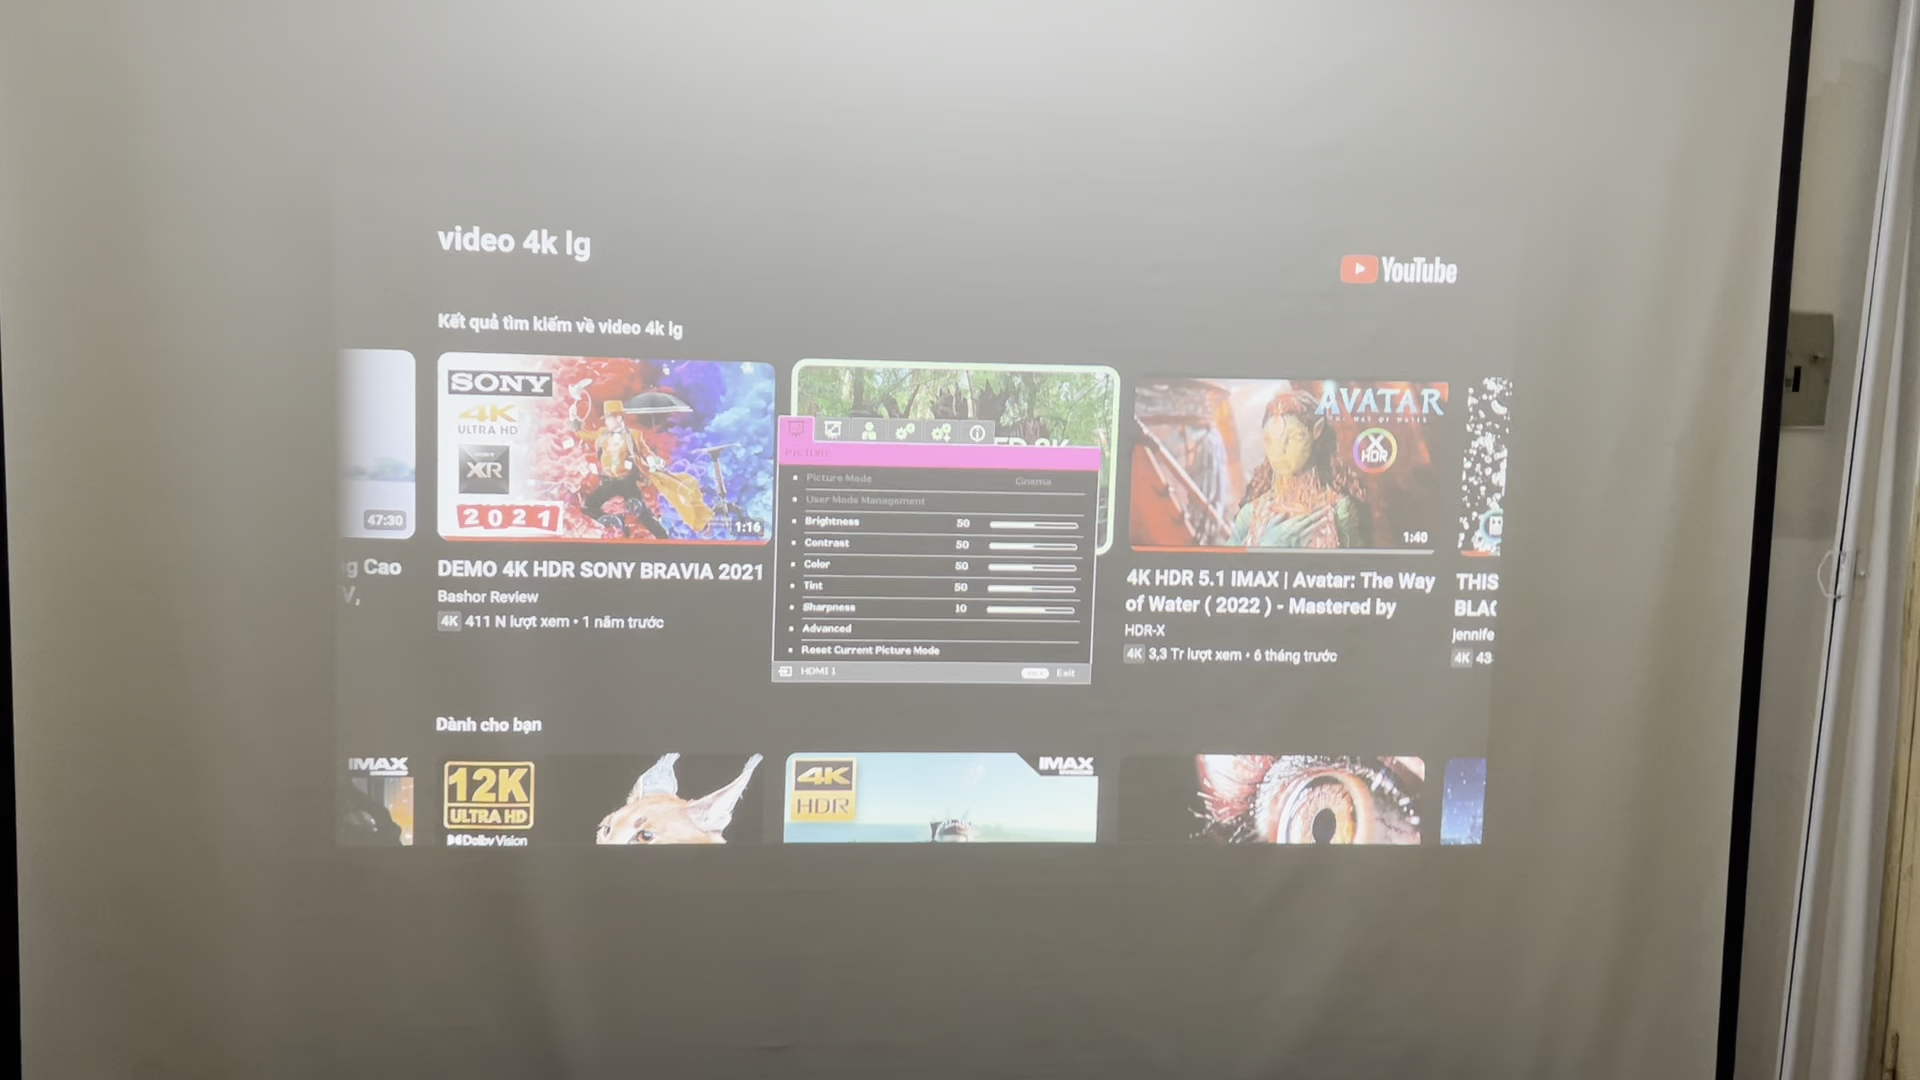 video 4k lg
YouTube
Kết quả tìm kiếm về video 4k lg
47:30
SONY
4K
ULTRA HD
XR
2021
1:16
AVATAR
THE WAY OF WATER
X
HDR
1:40
PICTURE
Picture Mode Cinema
User Mode Management
Brightness 50
Contrast 50
Color 50
Tint 50
Sharpness 10
Advanced
Reset Current Picture Mode
HDMI 1
Exit
g Cao
V,
DEMO 4K HDR SONY BRAVIA 2021
Bashor Review
4K 411 N lượt xem • 1 năm trước
4K HDR 5.1 IMAX | Avatar: The Way
of Water ( 2022 ) - Mastered by
HDR-X
4K 3,3 Tr lượt xem • 6 tháng trước
THIS
BLAC
jennife
4K 43
Dành cho bạn
IMAX
12K
ULTRA HD
Dolby Vision
4K
HDR
IMAX